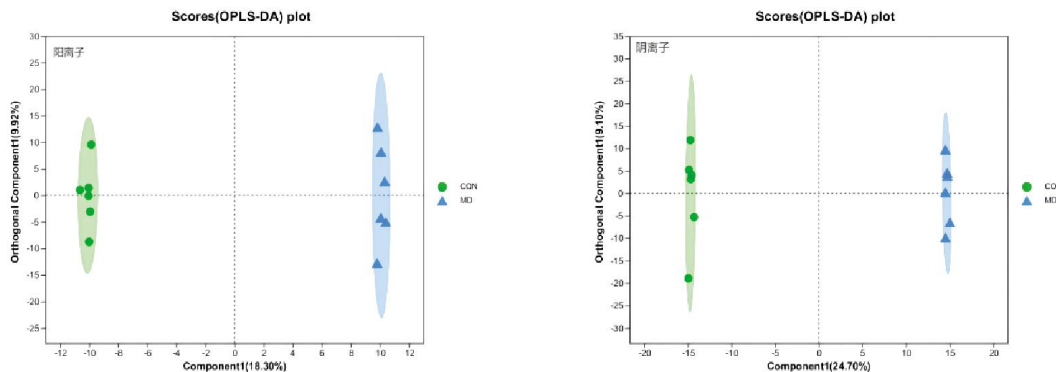 Scores(OPLS-DA) plot
阳离子
30
25
20
15
10
5
0
-5
-10
-15
-20
-25
Orthogonal Component1(9.92%)
-12 -10 -8 -6 -4 -2 0 2 4 6 8 10 12
Component1(18.30%)
CON
MD
Scores(OPLS-DA) plot
阴离子
35
30
25
20
15
10
5
0
-5
-10
-15
-20
-25
-30
Orthogonal Component1(9.10%)
-20 -15 -10 -5 0 5 10 15 20
Component1(24.70%)
CO
MD